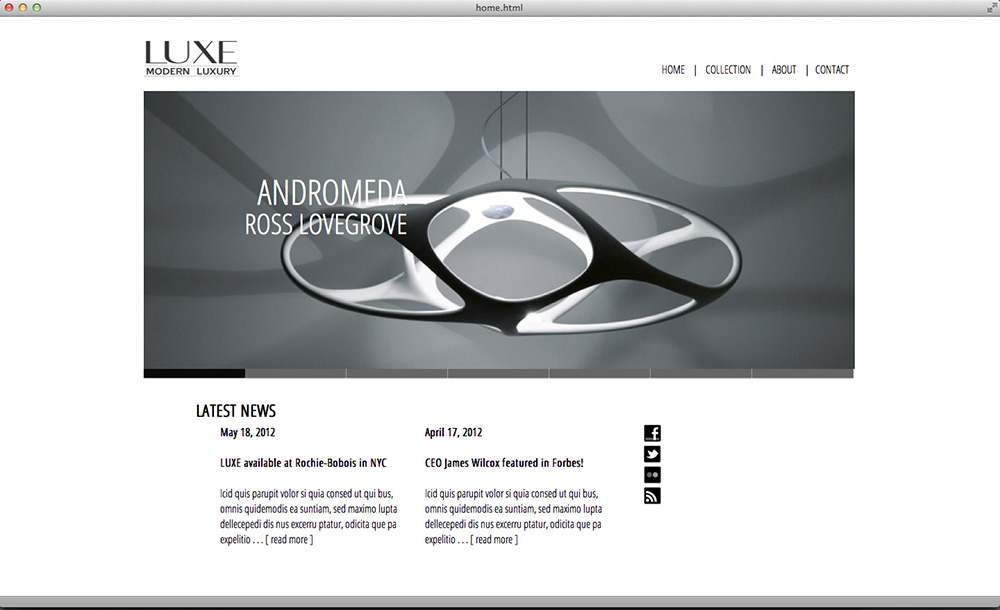 home.html
LUXE
MODERN LUXURY
HOME | COLLECTION | ABOUT | CONTACT
ANDROMEDA
ROSS LOVEGROVE
LATEST NEWS
May 18, 2012
LUXE available at Rochie-Bobois in NYC
Icid quis parupit volor si quia consed ut qui bus,
omnis quidemodis ea suntiam, sed maximo lupta
dellecepedi dis nus excerru ptatur, odicita que pa
expelitio . . . [ read more ]
April 17, 2012
CEO James Wilcox featured in Forbes!
Icid quis parupit volor si quia consed ut qui bus,
omnis quidemodis ea suntiam, sed maximo lupta
dellecepedi dis nus excerru ptatur, odicita que pa
expelitio . . . [ read more ]